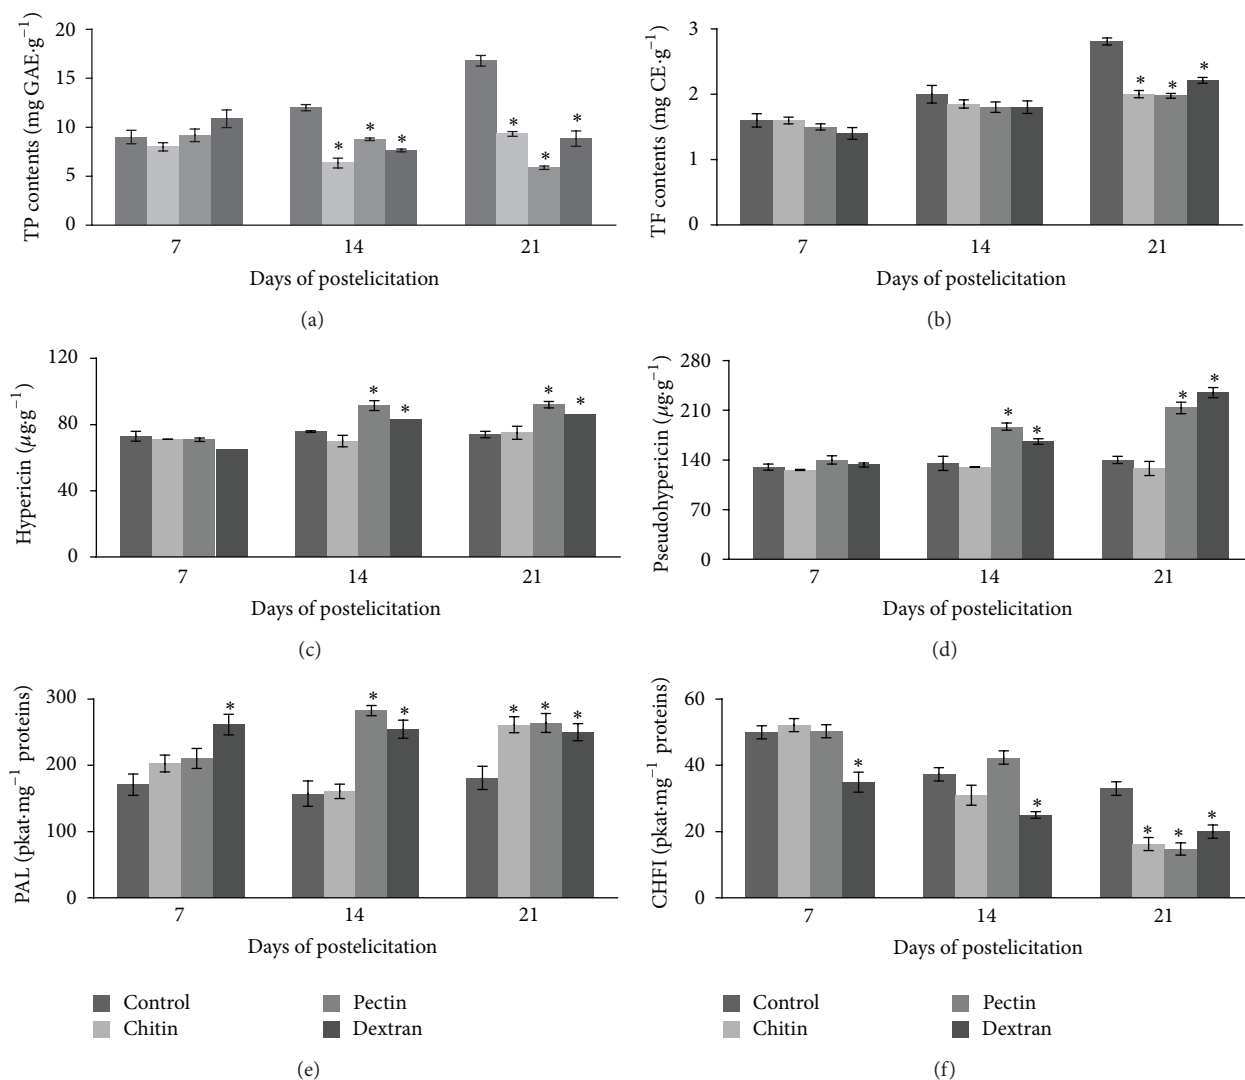 TP contents (mg GAE·g⁻¹)
20
15
10
5
0
* * *
* * *
7 14 21
Days of postelicitation
(a)
TF contents (mg CE·g⁻¹)
3
2
1
0
* * *
7 14 21
Days of postelicitation
(b)
Hypericin (μg·g⁻¹)
120
80
40
0
* *
* *
7 14 21
Days of postelicitation
(c)
Pseudohypericin (μg·g⁻¹)
280
210
140
70
0
* *
* *
7 14 21
Days of postelicitation
(d)
PAL (pkat·mg⁻¹ proteins)
300
200
100
0
*
* *
* * *
7 14 21
Days of postelicitation
Control
Chitin
Pectin
Dextran
(e)
CHFI (pkat·mg⁻¹ proteins)
60
40
20
0
*
*
* * *
7 14 21
Days of postelicitation
Control
Chitin
Pectin
Dextran
(f)